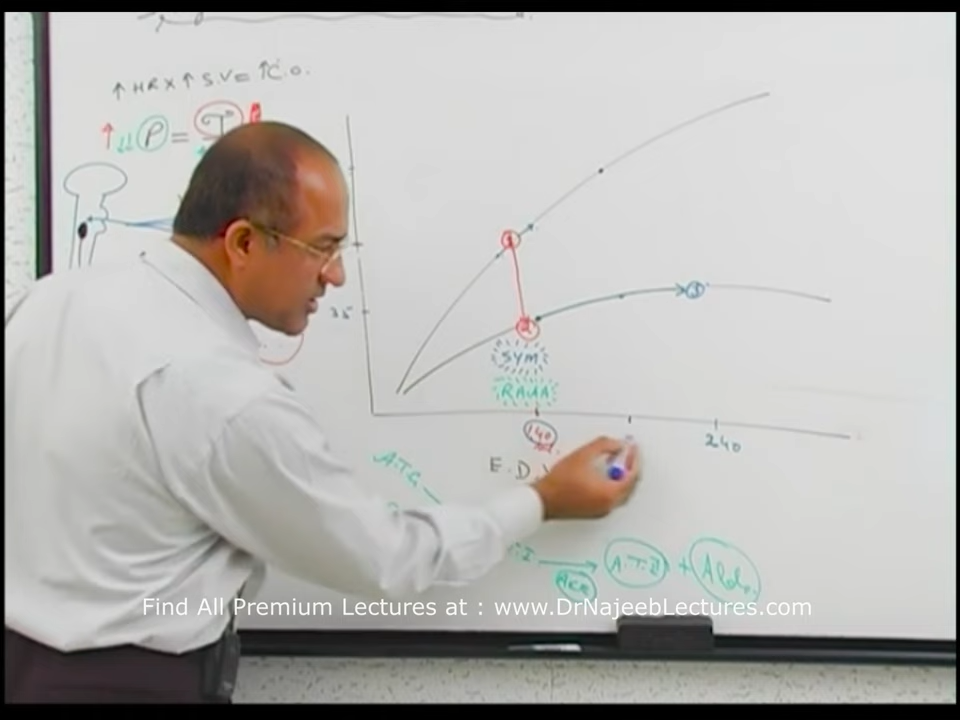 ↑HR X ↑ S.V = ↑C.O.
↑↓↓ P = T
1
35
2
3
SYM
RAAA
140
240
E.D.V
A.T.G
T.I → A.T.II + Aldo.
ACE
Find All Premium Lectures at : www.DrNajeebLectures.com